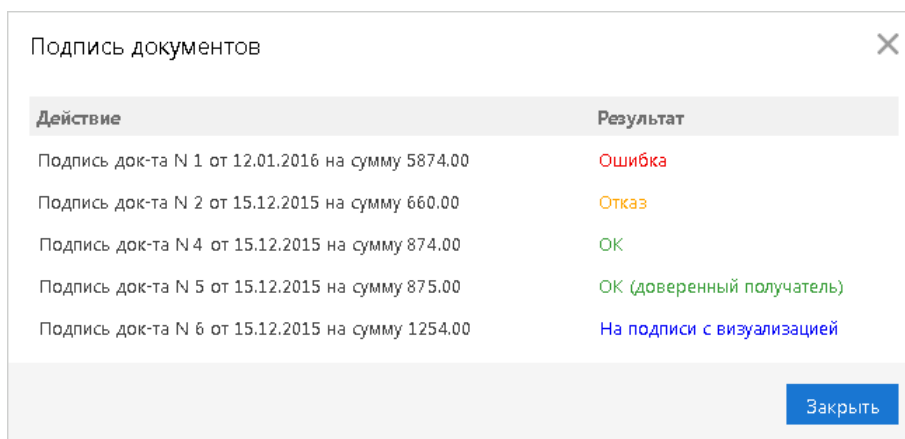 Подпись документов
Действие Результат
Подпись док-та N 1 от 12.01.2016 на сумму 5874.00 Ошибка
Подпись док-та N 2 от 15.12.2015 на сумму 660.00 Отказ
Подпись док-та N 4 от 15.12.2015 на сумму 874.00 ОК
Подпись док-та N 5 от 15.12.2015 на сумму 875.00 ОК (доверенный получатель)
Подпись док-та N 6 от 15.12.2015 на сумму 1254.00 На подписи с визуализацией
Закрыть